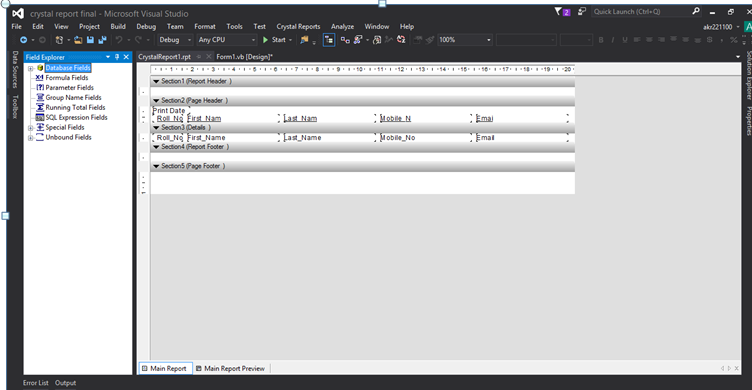 crystal report final - Microsoft Visual Studio
2
Quick Launch (Ctrl+Q)
File Edit View Project Build Debug Team Format Tools Test Crystal Reports Analyze Window Help
akr221100
A
Debug Any CPU Start 100%
Data Sources
Toolbox
Field Explorer
Database Fields
Formula Fields
Parameter Fields
Group Name Fields
Running Total Fields
SQL Expression Fields
Special Fields
Unbound Fields
CrystalReport1.rpt
Form1.vb [Design]*
1 2 3 4 5 6 7 8 9 10 11 12 13 14 15 16 17 18 19 20
Section1 (Report Header )
Section2 (Page Header )
Print Date
Roll_No First_Nam Last_Nam Mobile_N Emai
Section3 (Details )
Roll_No First_Name Last_Name Mobile_No Email
Section4 (Report Footer )
Section5 (Page Footer )
Solution Explorer
Properties
Main Report Main Report Preview
Error List Output